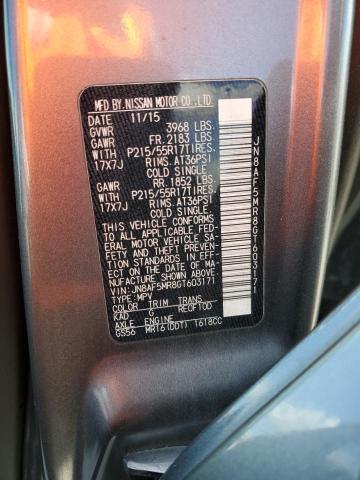 MFD. BY. NISSAN MOTOR CO., LTD.
DATE 11/15
GVWR 3968 LBS.
GAWR FR. 2183 LBS.
WITH P215/55R17TIRES.
17X7J RIMS. AT36PSI
COLD SINGLE.
GAWR RR. 1852 LBS.
WITH P215/55R17TIRES.
17X7J RIMS. AT36PSI
COLD SINGLE.
THIS VEHICLE CONFORMS
TO ALL APPLICABLE FED-
ERAL MOTOR VEHICLE SA-
FETY AND THEFT PREVEN-
TION STANDARDS IN EFF-
ECT ON THE DATE OF MA-
NUFACTURE SHOWN ABOVE.
VIN:JN8AF5MR8GT603171
TYPE:MPV
COLOR TRIM TRANS
KAD G RE0F10D
AXLE ENGINE
GS56 MR16(DDT) 1618CC
JN8AF5MR8GT603171